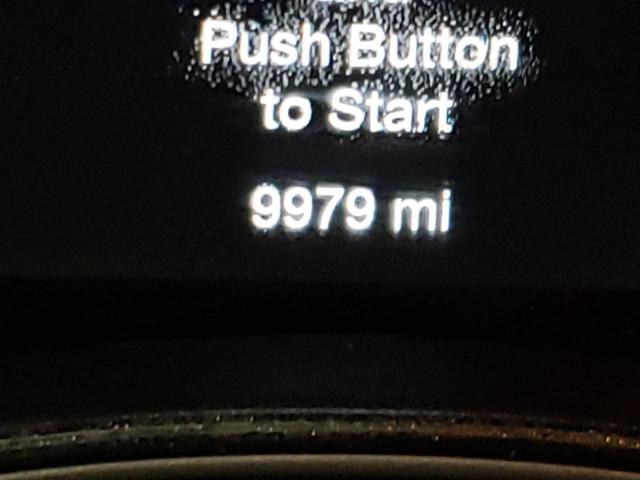 Push Button
to Start
9979 mi